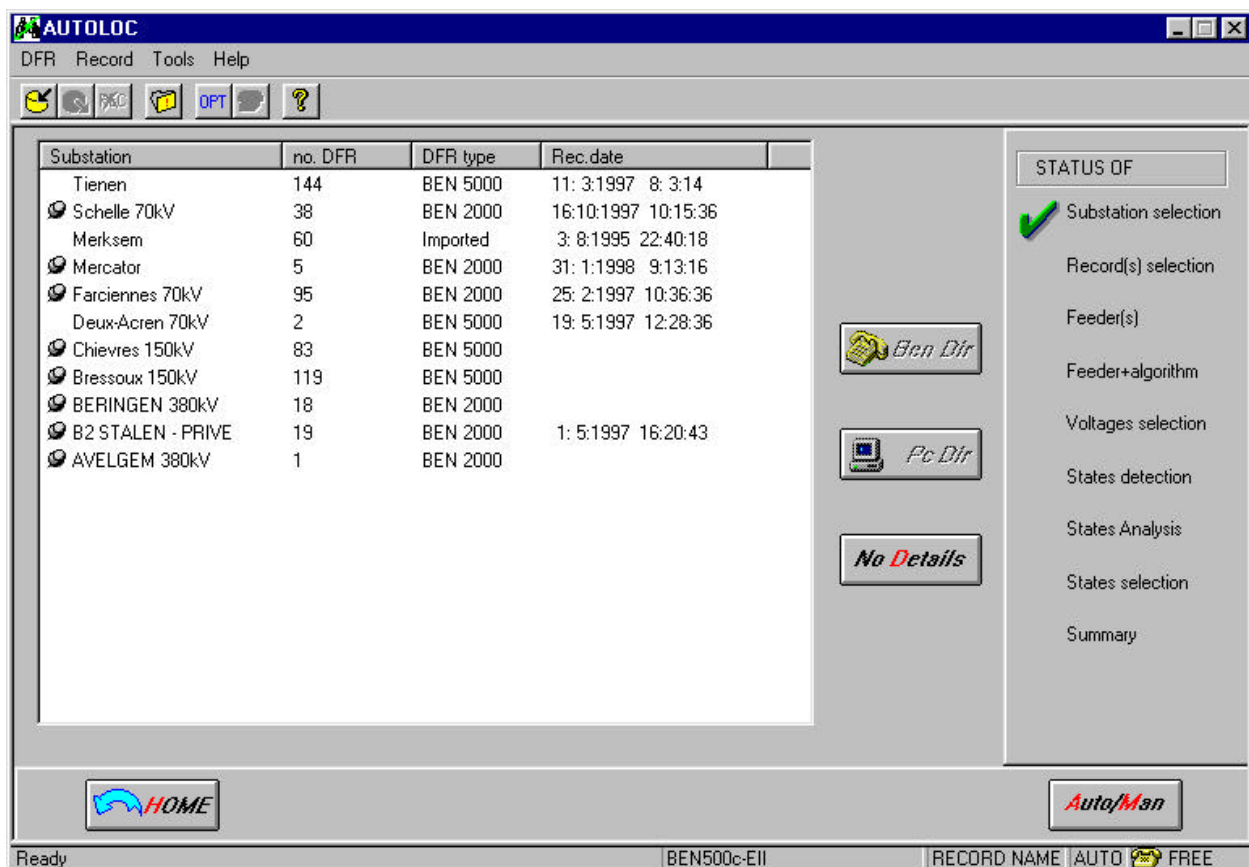 AUTOLOC
DFR Record Tools Help
OPT ?
Substation no. DFR DFR type Rec.date
Tienen 144 BEN 5000 11: 3:1997 8: 3:14
Schelle 70kV 38 BEN 2000 16:10:1997 10:15:36
Merksem 60 Imported 3: 8:1995 22:40:18
Mercator 5 BEN 2000 31: 1:1998 9:13:16
Farciennes 70kV 95 BEN 2000 25: 2:1997 10:36:36
Deux-Acren 70kV 2 BEN 5000 19: 5:1997 12:28:36
Chievres 150kV 83 BEN 5000
Bressoux 150kV 119 BEN 5000
BERINGEN 380kV 18 BEN 2000
B2 STALEN - PRIVE 19 BEN 2000 1: 5:1997 16:20:43
AVELGEM 380kV 1 BEN 2000
Ben Dir
Pc Dir
No Details
STATUS OF
Substation selection
Record(s) selection
Feeder(s)
Feeder+algorithm
Voltages selection
States detection
States Analysis
States selection
Summary
HOME
Auto/Man
Ready BEN500c-EII RECORD NAME AUTO FREE